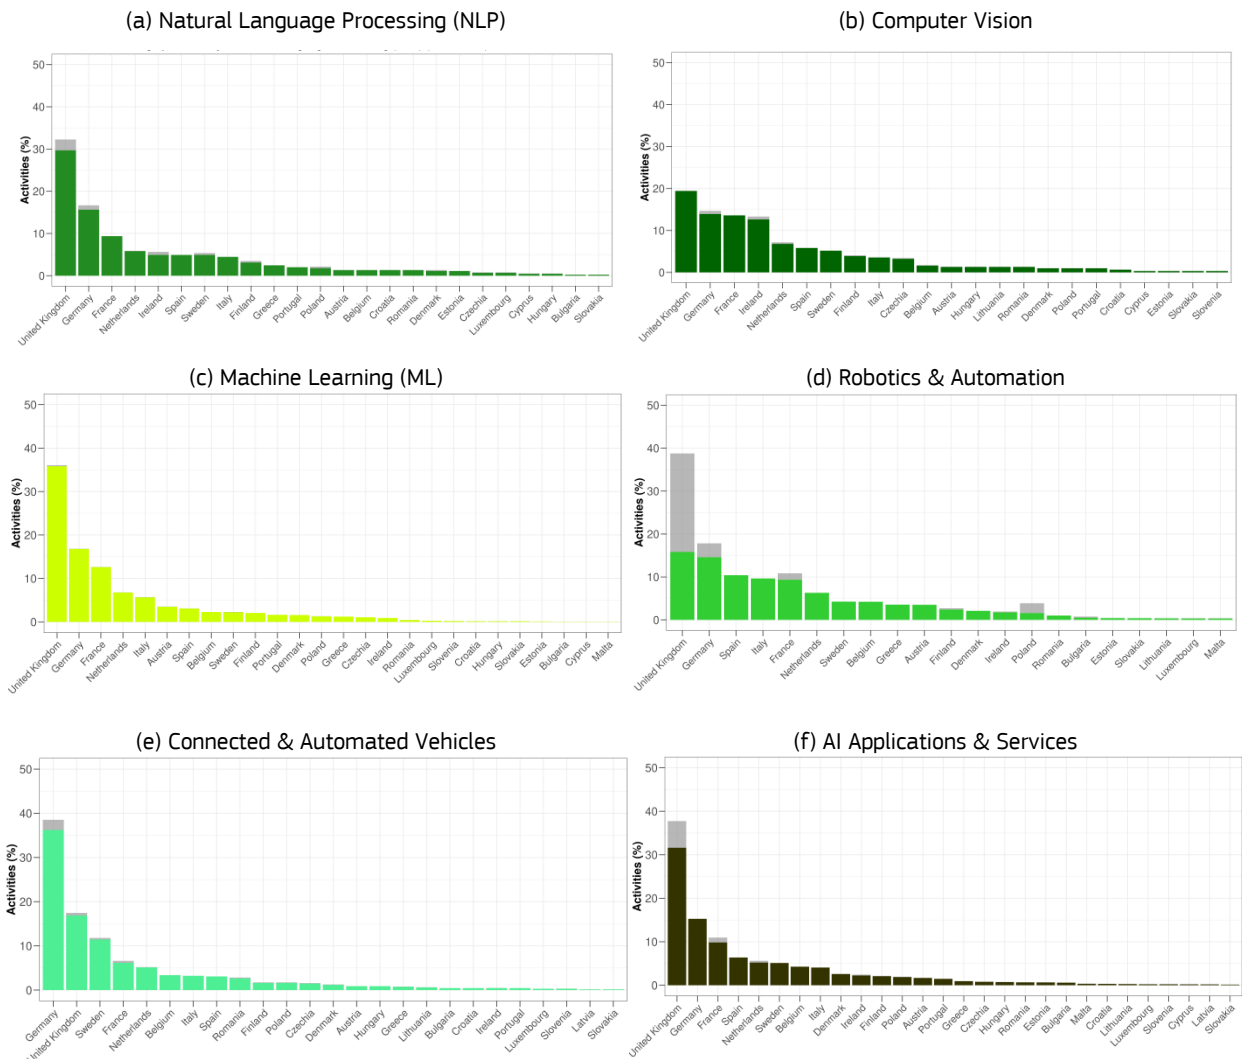 (a) Natural Language Processing (NLP)
50
40
30
20
10
0
Activities (%)
United Kingdom
Germany
France
Netherlands
Ireland
Spain
Sweden
Italy
Finland
Greece
Portugal
Poland
Austria
Belgium
Croatia
Romania
Denmark
Estonia
Czechia
Luxembourg
Cyprus
Hungary
Bulgaria
Slovakia
(b) Computer Vision
50
40
30
20
10
0
Activities (%)
United Kingdom
Germany
France
Ireland
Netherlands
Spain
Sweden
Finland
Italy
Czechia
Belgium
Austria
Hungary
Lithuania
Romania
Denmark
Poland
Portugal
Croatia
Cyprus
Estonia
Slovakia
Slovenia
(c) Machine Learning (ML)
50
40
30
20
10
0
Activities (%)
United Kingdom
Germany
France
Netherlands
Italy
Austria
Spain
Belgium
Sweden
Finland
Portugal
Denmark
Poland
Greece
Czechia
Ireland
Romania
Luxembourg
Slovenia
Croatia
Hungary
Slovakia
Estonia
Bulgaria
Cyprus
Malta
(d) Robotics & Automation
50
40
30
20
10
0
Activities (%)
United Kingdom
Germany
Spain
Italy
France
Netherlands
Sweden
Belgium
Greece
Austria
Finland
Denmark
Ireland
Poland
Romania
Bulgaria
Estonia
Slovakia
Lithuania
Luxembourg
Malta
(e) Connected & Automated Vehicles
50
40
30
20
10
0
Activities (%)
Germany
United Kingdom
Sweden
France
Netherlands
Belgium
Italy
Spain
Romania
Finland
Poland
Czechia
Denmark
Austria
Hungary
Greece
Lithuania
Bulgaria
Croatia
Ireland
Portugal
Luxembourg
Slovenia
Latvia
Slovakia
(f) AI Applications & Services
50
40
30
20
10
0
Activities (%)
United Kingdom
Germany
France
Spain
Netherlands
Sweden
Belgium
Italy
Denmark
Ireland
Finland
Poland
Austria
Portugal
Greece
Czechia
Hungary
Romania
Estonia
Bulgaria
Malta
Croatia
Lithuania
Luxembourg
Slovenia
Cyprus
Latvia
Slovakia